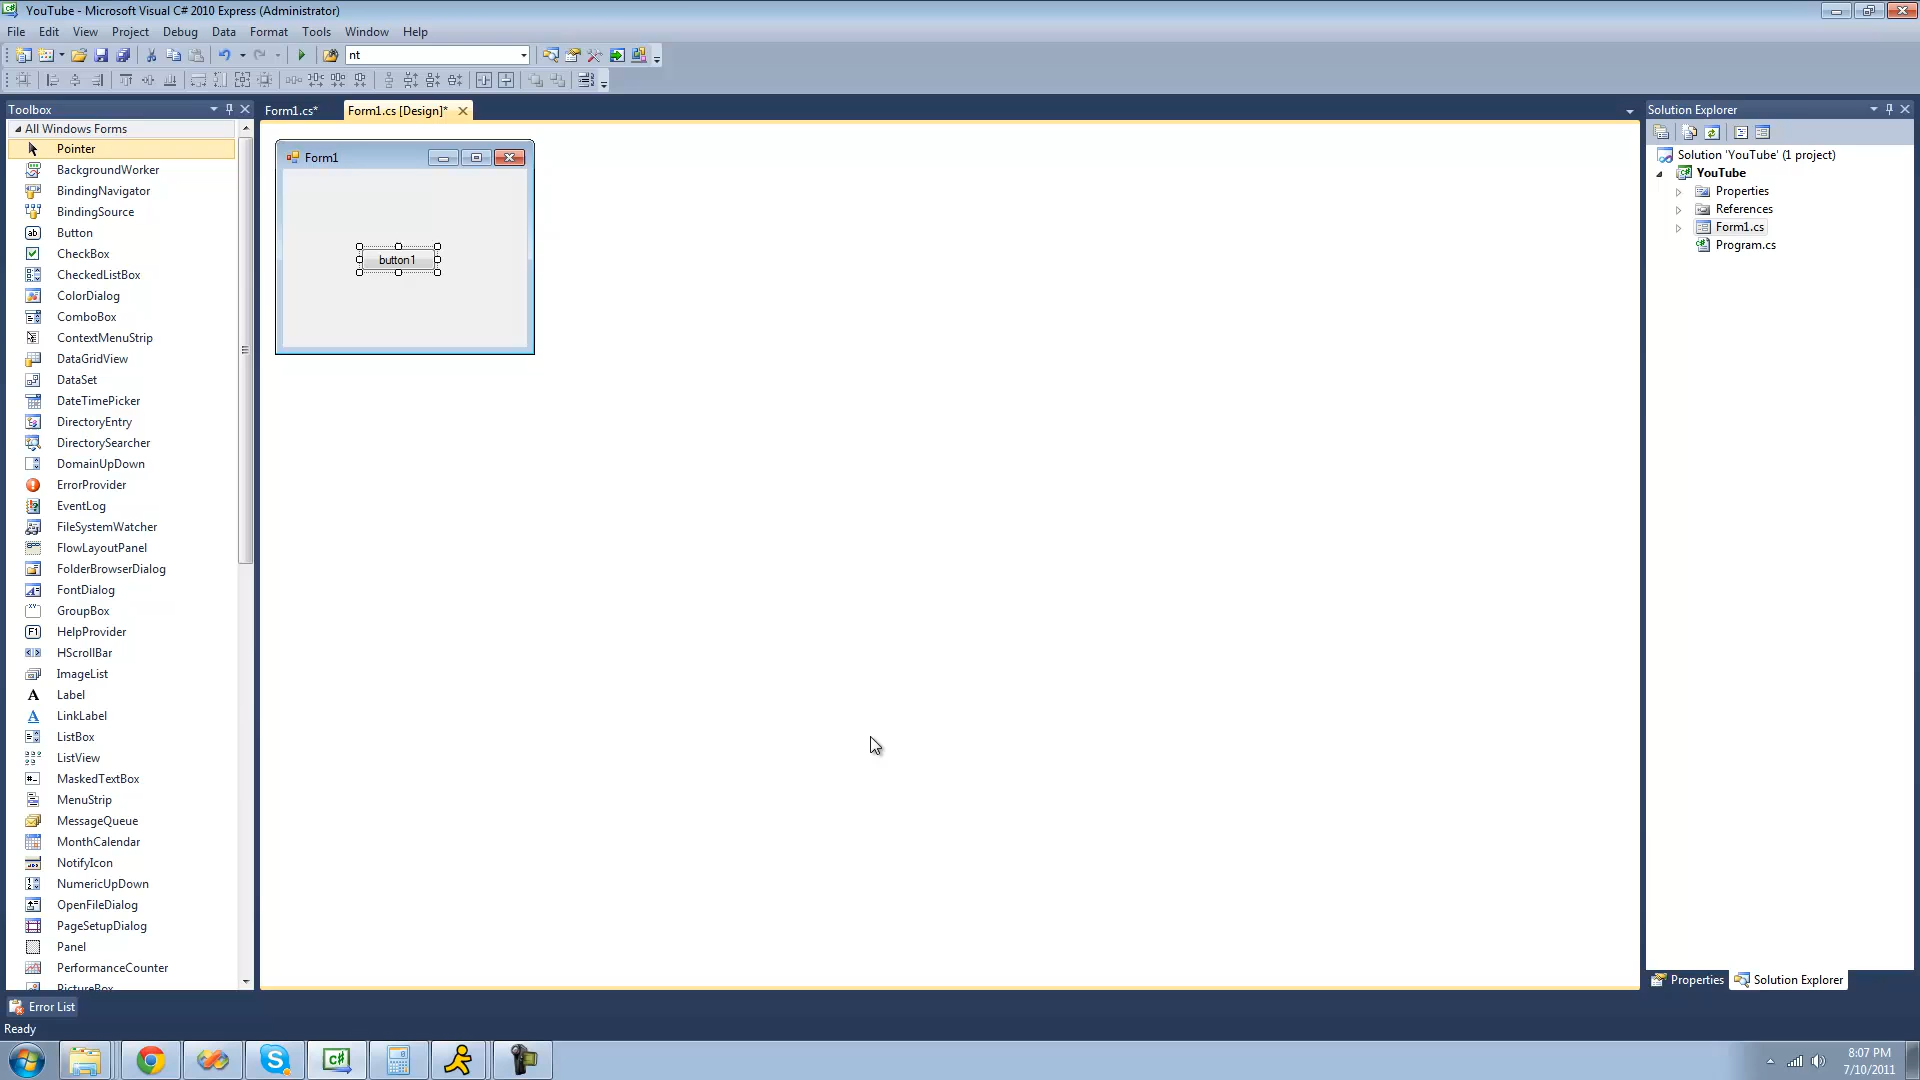 YouTube - Microsoft Visual C# 2010 Express (Administrator)
File Edit View Project Debug Data Format Tools Window Help
nt
Toolbox
All Windows Forms
Pointer
BackgroundWorker
BindingNavigator
BindingSource
Button
CheckBox
CheckedListBox
ColorDialog
ComboBox
ContextMenuStrip
DataGridView
DataSet
DateTimePicker
DirectoryEntry
DirectorySearcher
DomainUpDown
ErrorProvider
EventLog
FileSystemWatcher
FlowLayoutPanel
FolderBrowserDialog
FontDialog
GroupBox
HelpProvider
HScrollBar
ImageList
Label
LinkLabel
ListBox
ListView
MaskedTextBox
MenuStrip
MessageQueue
MonthCalendar
NotifyIcon
NumericUpDown
OpenFileDialog
PageSetupDialog
Panel
PerformanceCounter
PictureBox
Form1.cs* Form1.cs [Design]*
Form1
button1
Solution Explorer
Solution 'YouTube' (1 project)
YouTube
Properties
References
Form1.cs
Program.cs
Properties Solution Explorer
Error List
Ready
8:07 PM
7/10/2011